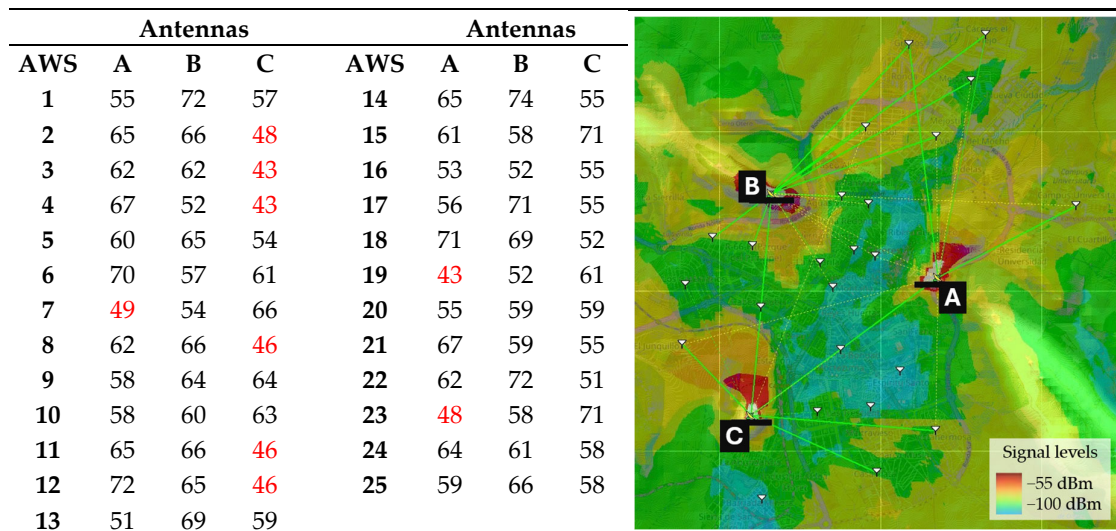 Antennas Antennas
AWS A B C AWS A B C
1 55 72 57 14 65 74 55
2 65 66 48 15 61 58 71
3 62 62 43 16 53 52 55
4 67 52 43 17 56 71 55
5 60 65 54 18 71 69 52
6 70 57 61 19 43 52 61
7 49 54 66 20 55 59 59
8 62 66 46 21 67 59 55
9 58 64 64 22 62 72 51
10 58 60 63 23 48 58 71
11 65 66 46 24 64 61 58
12 72 65 46 25 59 66 58
13 51 69 59
B
Residencia
Universidad
A
C
Signal levels
−55 dBm
−100 dBm